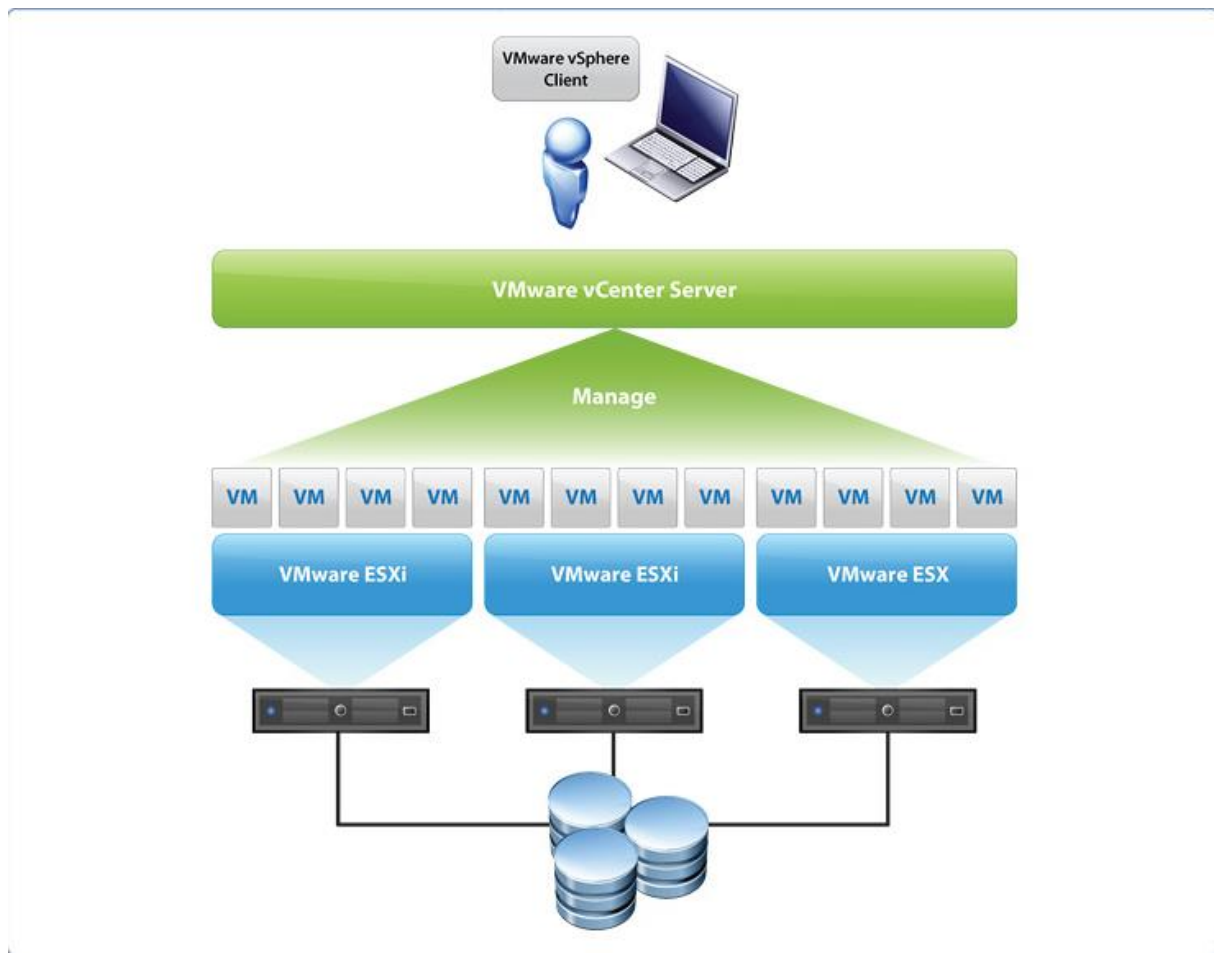 VMware vSphere
Client
VMware vCenter Server
Manage
VM VM VM VM VM VM VM VM VM VM VM VM
VMware ESXi VMware ESXi VMware ESX